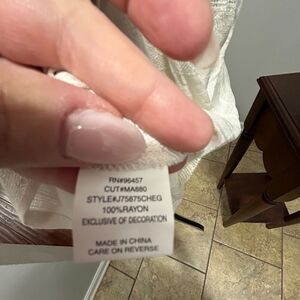 RN#96457
CUT#MA880
STYLE#J75875CHEG
100%RAYON
EXCLUSIVE OF DECORATION
MADE IN CHINA
CARE ON REVERSE